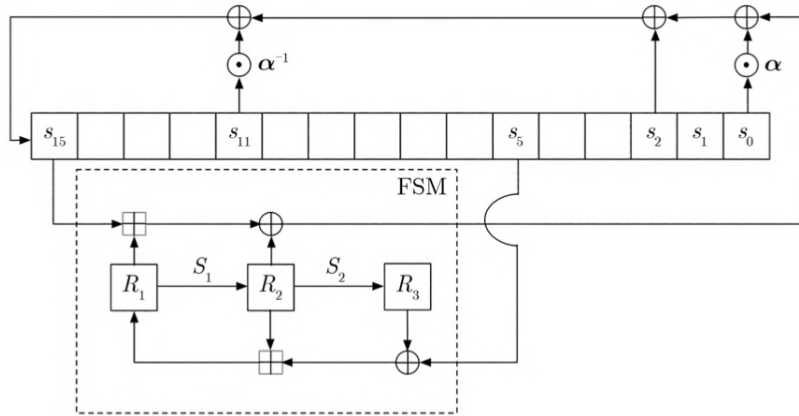 α⁻¹
α
s₁₅ s₁₁ s₅ s₂ s₁ s₀
FSM
S₁ S₂
R₁ R₂ R₃